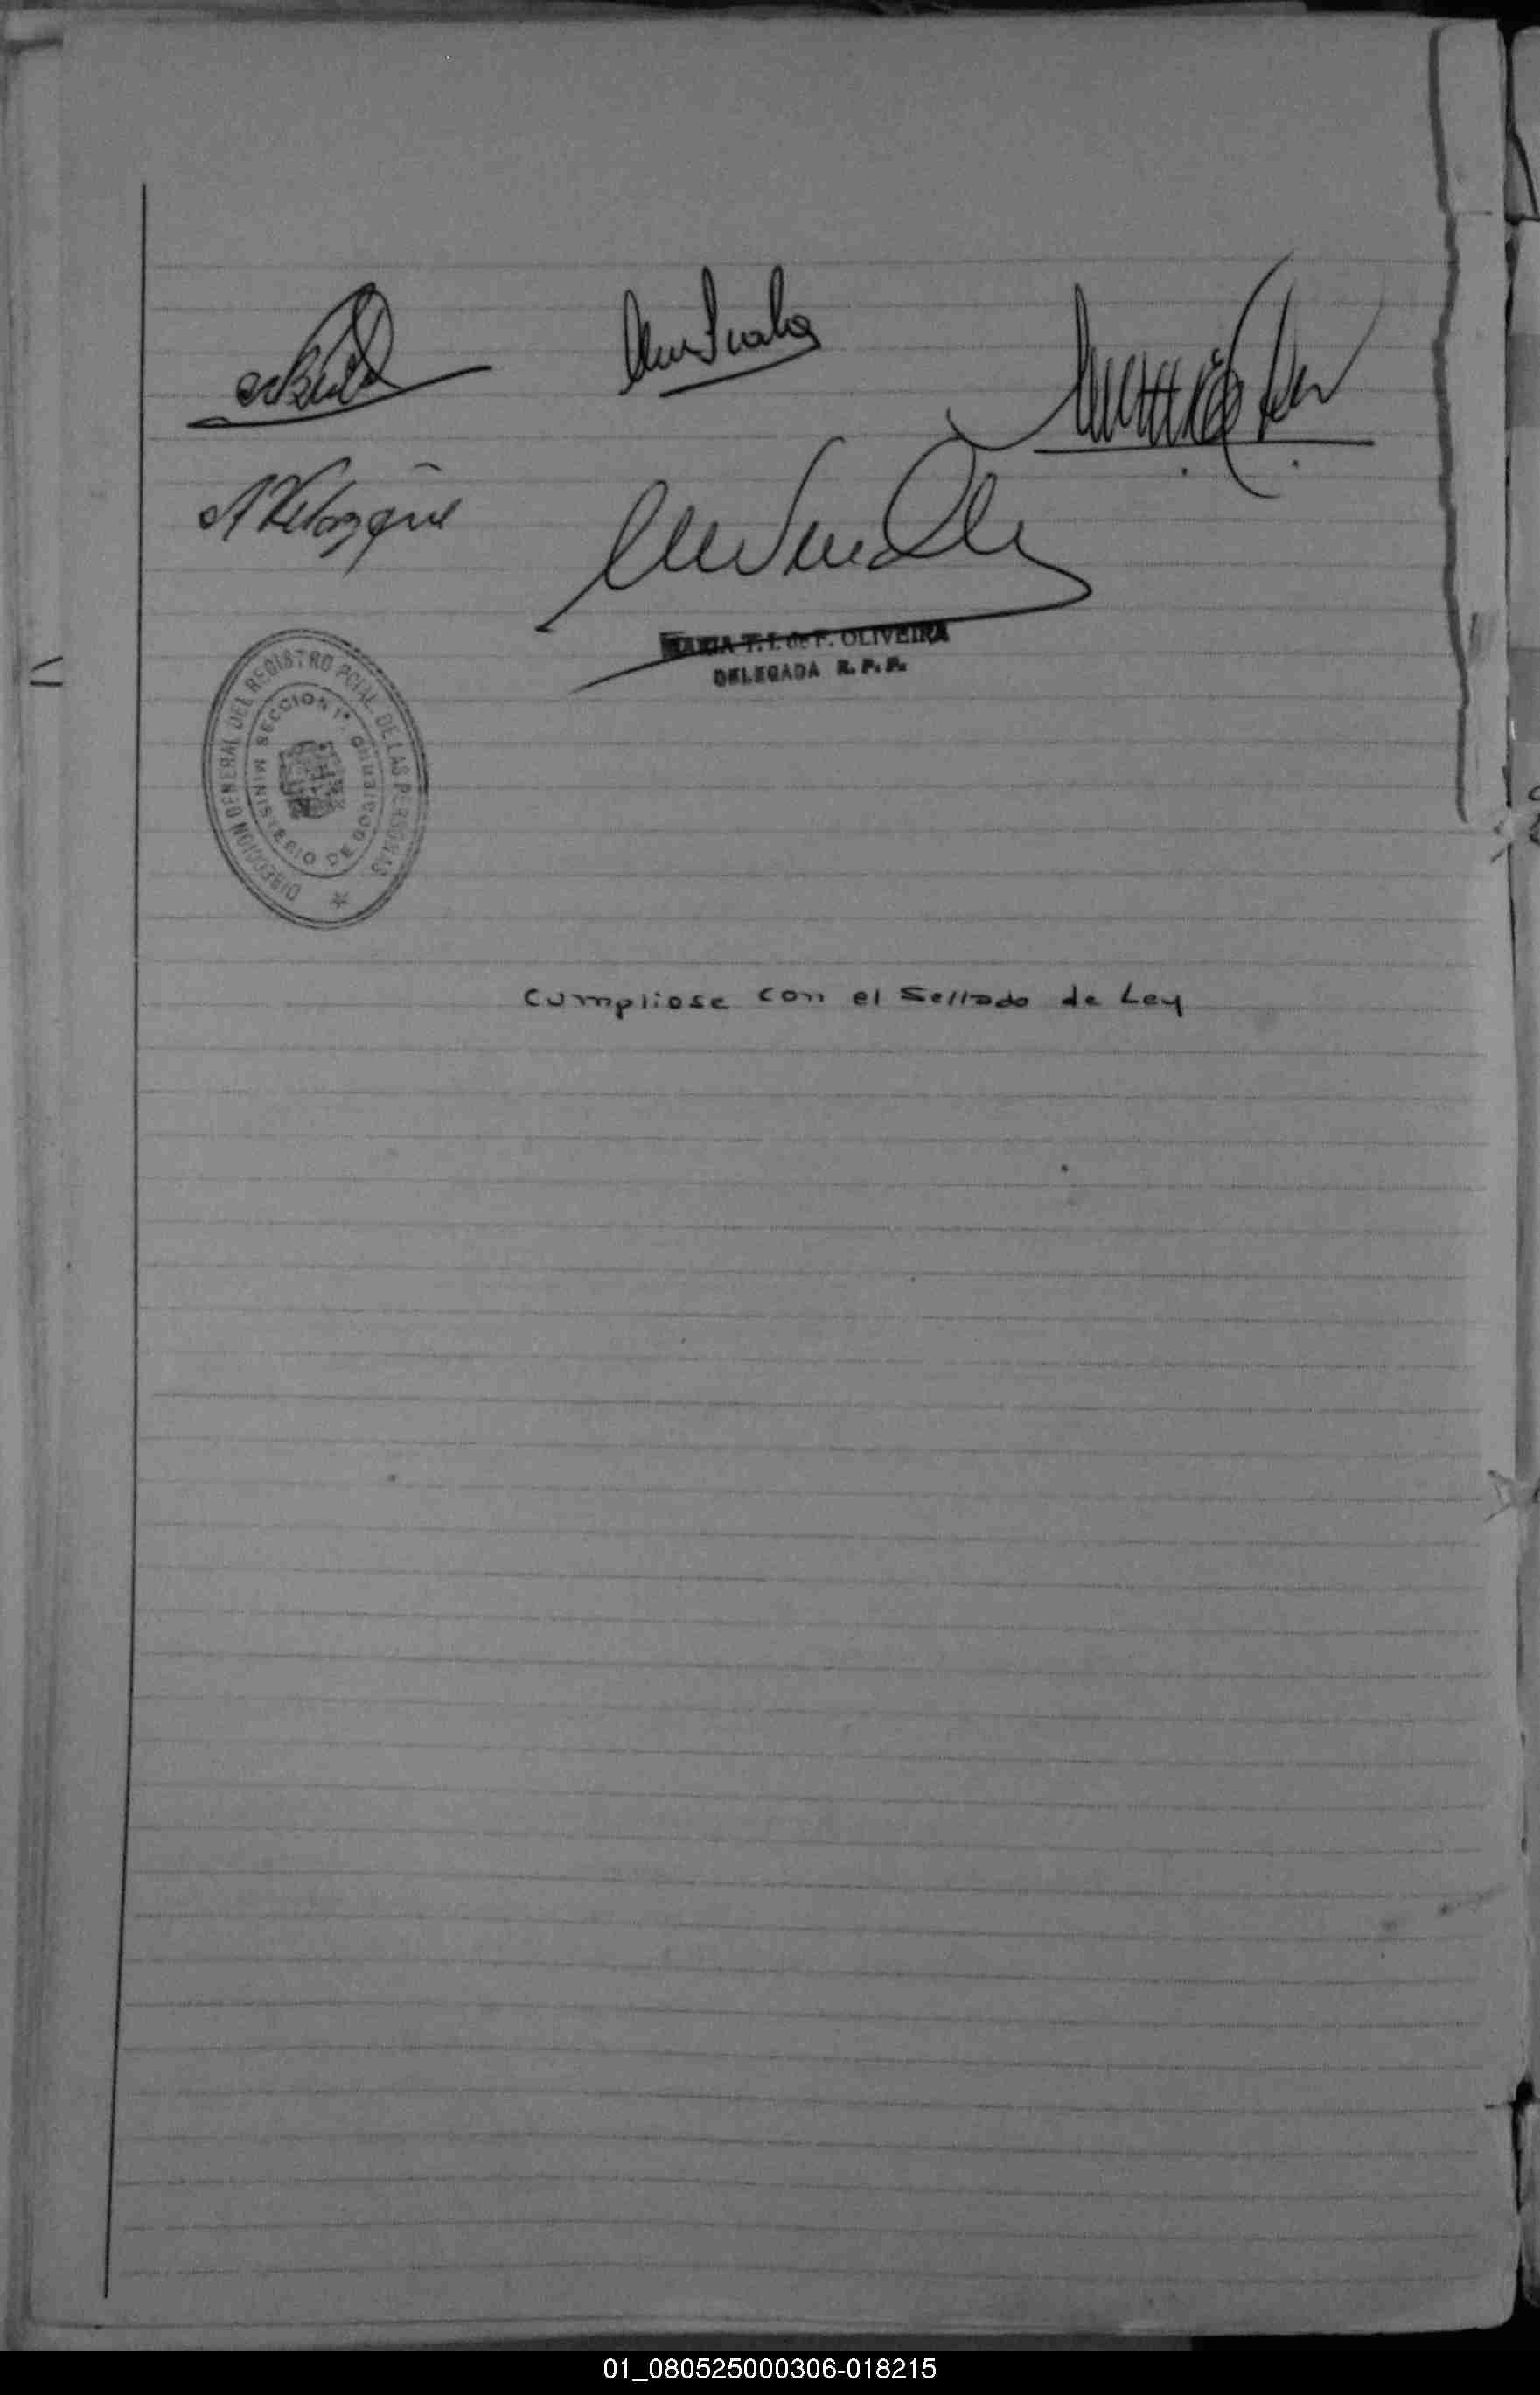 A Velazque
MARIA T. I. de F. OLIVEIRA
DELEGADA R. P. P.
DIRECCION GENERAL DEL REGISTRO PCIAL. DE LAS PERSONAS
SECCION 1ª
MINISTERIO DE GOBIERNO
Cumpliose con el Sellado de Ley
01_080525000306-018215